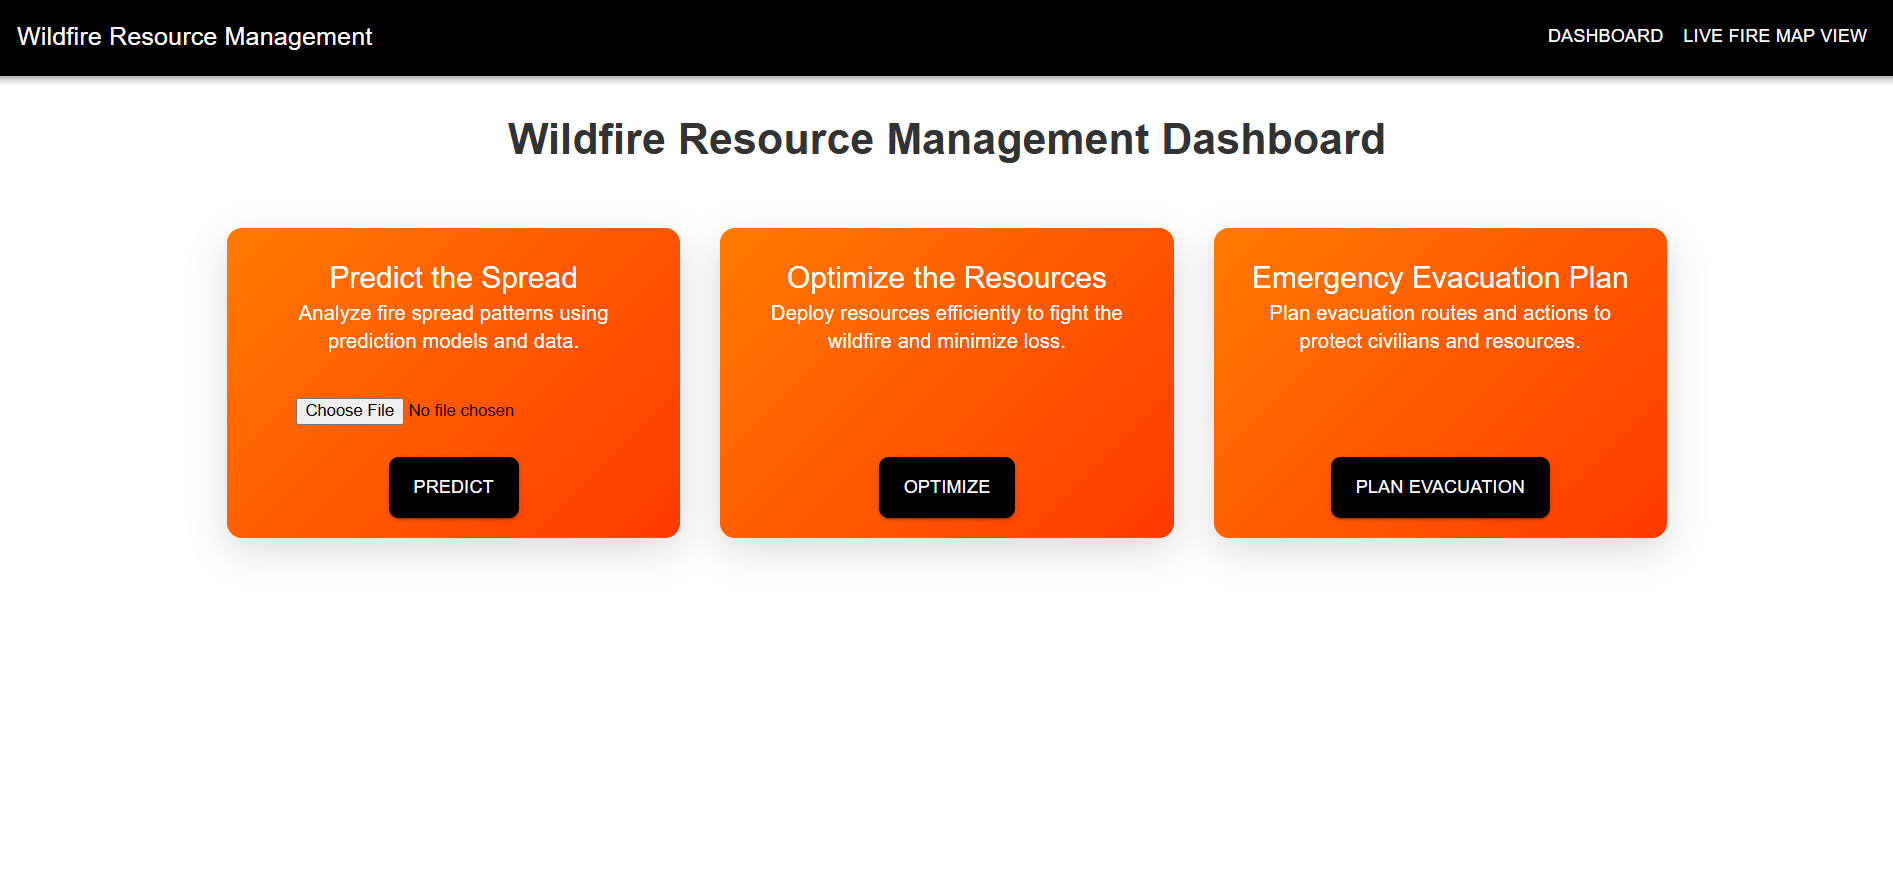 Wildfire Resource Management
DASHBOARD
LIVE FIRE MAP VIEW
Wildfire Resource Management Dashboard
Predict the Spread
Analyze fire spread patterns using
prediction models and data.
Choose File No file chosen
PREDICT
Optimize the Resources
Deploy resources efficiently to fight the
wildfire and minimize loss.
OPTIMIZE
Emergency Evacuation Plan
Plan evacuation routes and actions to
protect civilians and resources.
PLAN EVACUATION